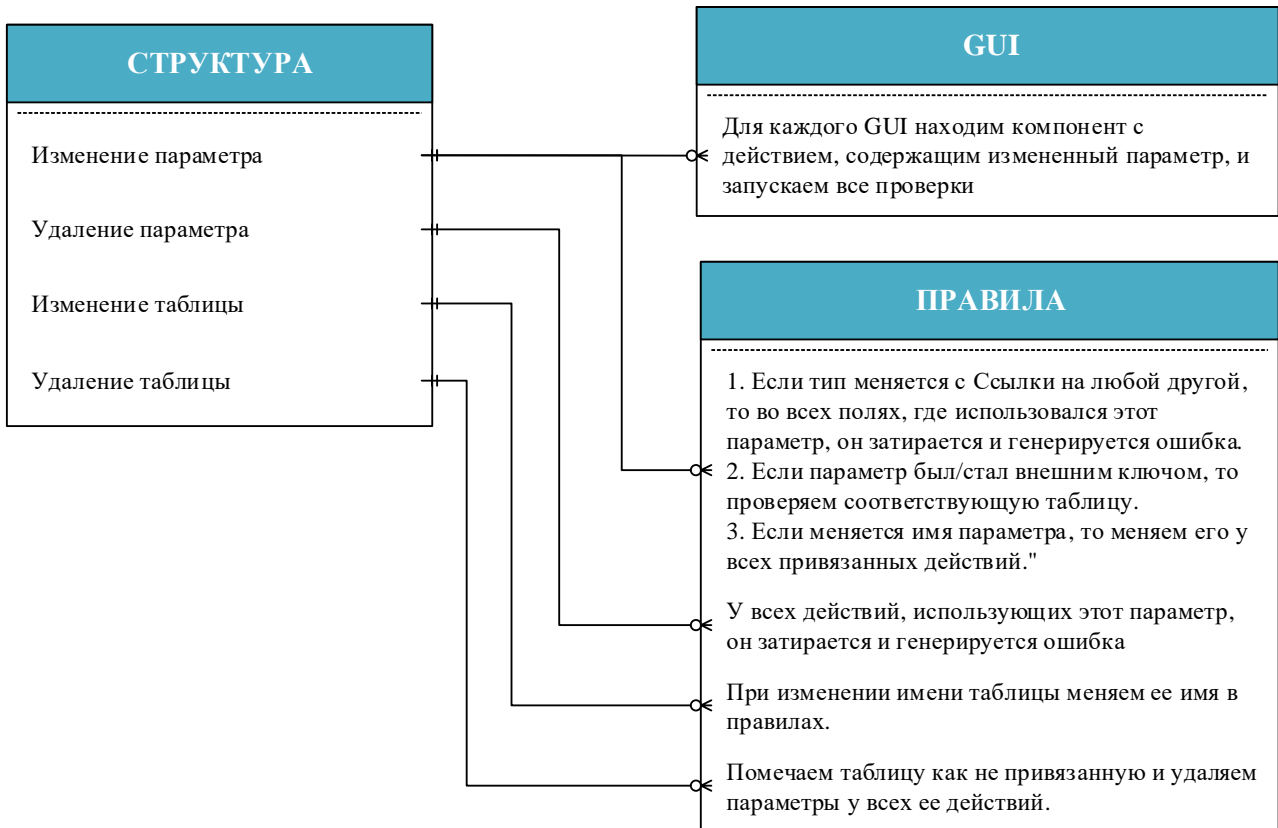 СТРУКТУРА
Изменение параметра
Удаление параметра
Изменение таблицы
Удаление таблицы
GUI
Для каждого GUI находим компонент с
действием, содержащим измененный параметр, и
запускаем все проверки
ПРАВИЛА
1. Если тип меняется с Ссылки на любой другой,
то во всех полях, где использовался этот
параметр, он затирается и генерируется ошибка.
2. Если параметр был/стал внешним ключом, то
проверяем соответствующую таблицу.
3. Если меняется имя параметра, то меняем его у
всех привязанных действий."
У всех действий, использующих этот параметр,
он затирается и генерируется ошибка
При изменении имени таблицы меняем ее имя в
правилах.
Помечаем таблицу как не привязанную и удаляем
параметры у всех ее действий.